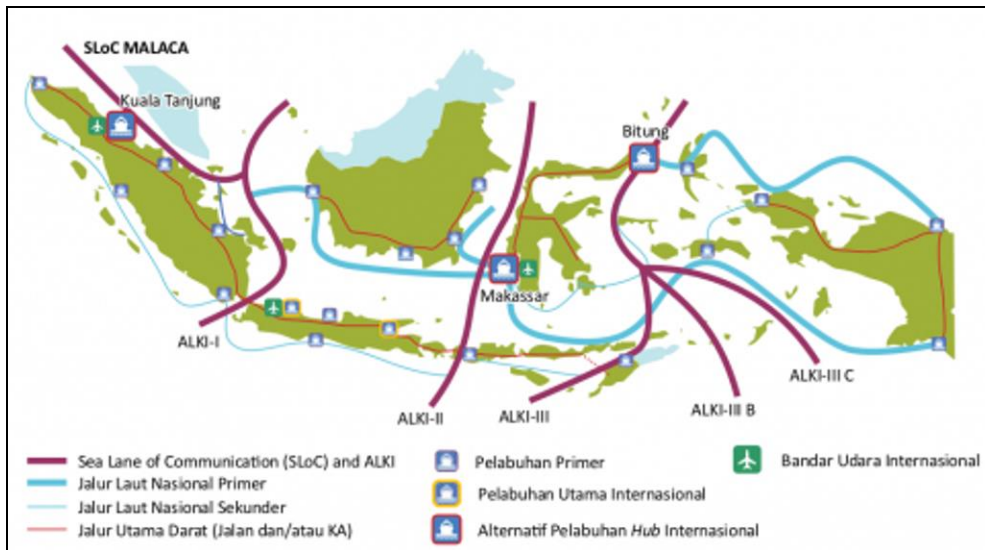 SLoC MALACA
Kuala Tanjung
Bitung
Makassar
ALKI-I
ALKI-II
ALKI-III
ALKI-III B
ALKI-III C
Sea Lane of Communication (SLoC) and ALKI
Jalur Laut Nasional Primer
Jalur Laut Nasional Sekunder
Jalur Utama Darat (Jalan dan/atau KA)
Pelabuhan Primer
Pelabuhan Utama Internasional
Alternatif Pelabuhan Hub Internasional
Bandar Udara Internasional